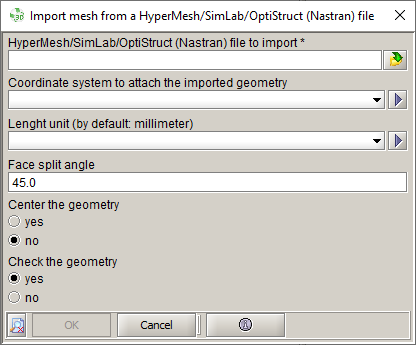 Import mesh from a HyperMesh/SimLab/OptiStruct (Nastran) file
HyperMesh/SimLab/OptiStruct (Nastran) file to import *
Coordinate system to attach the imported geometry
Lenght unit (by default: millimeter)
Face split angle
45.0
Center the geometry
yes
no
Check the geometry
yes
no
OK Cancel